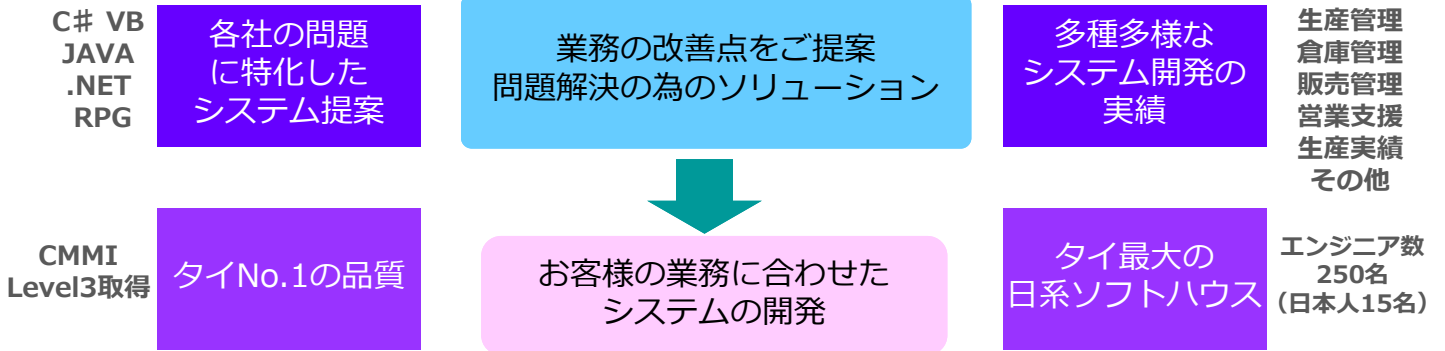 C♯ VB
JAVA
.NET
RPG
各社の問題
に特化した
システム提案
業務の改善点をご提案
問題解決の為のソリューション
多種多様な
システム開発の
実績
生産管理
倉庫管理
販売管理
営業支援
生産実績
その他
CMMI
Level3取得
タイNo.1の品質
お客様の業務に合わせた
システムの開発
タイ最大の
日系ソフトハウス
エンジニア数
250名
（日本人15名）